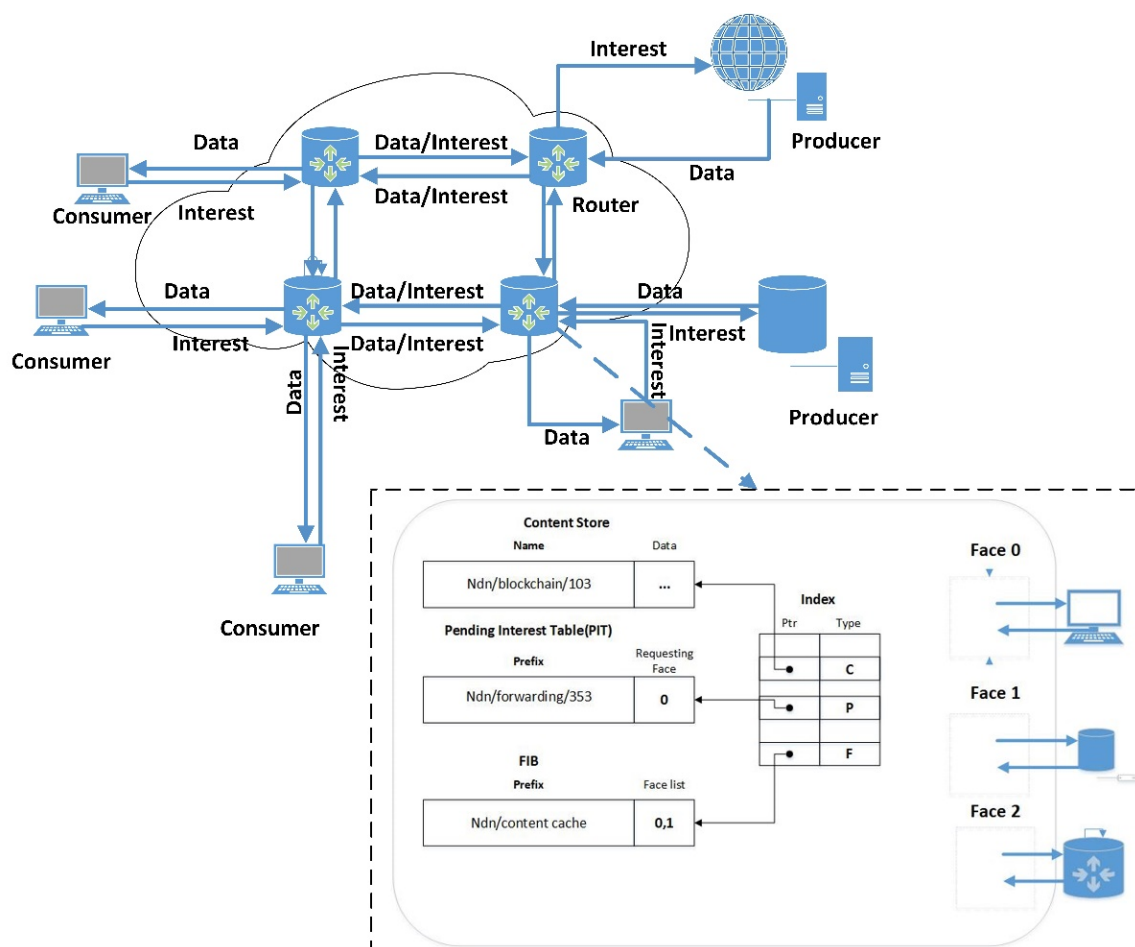 Interest
Producer
Data
Data/Interest
Data
Data/Interest
Router
Consumer
Interest
Data
Data/Interest
Data
Interest
Interest
Data/Interest
Consumer
Data
Interest
Interest
Data
Producer
Consumer
Content Store
Name
Data
Ndn/blockchain/103
...
Pending Interest Table(PIT)
Prefix
Requesting
Face
Ndn/forwarding/353
0
FIB
Prefix
Face list
Ndn/content cache
0,1
Index
Ptr
Type
C
P
F
Face 0
Face 1
Face 2